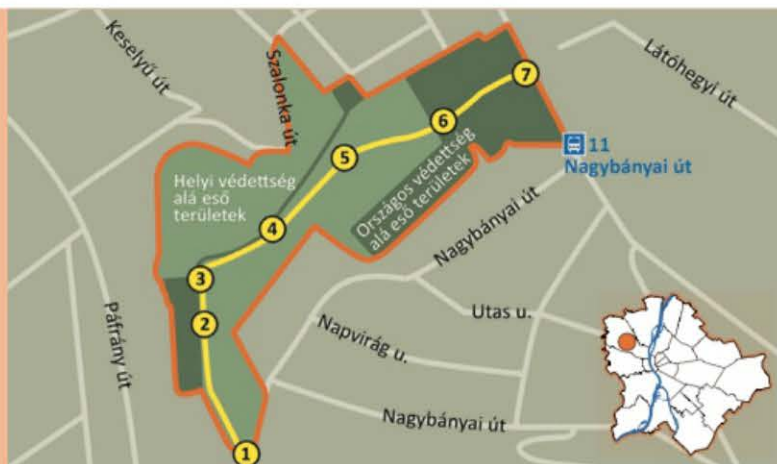 Keselyű út
Szalonka út
Látóhegyi út
7
6
11
Nagybányai út
5
Helyi védettség
alá eső
területek
Országos védettség
alá eső területek
4
Nagybányai út
3
2
Páfrány út
Napvirág u.
Utas u.
Nagybányai út
1